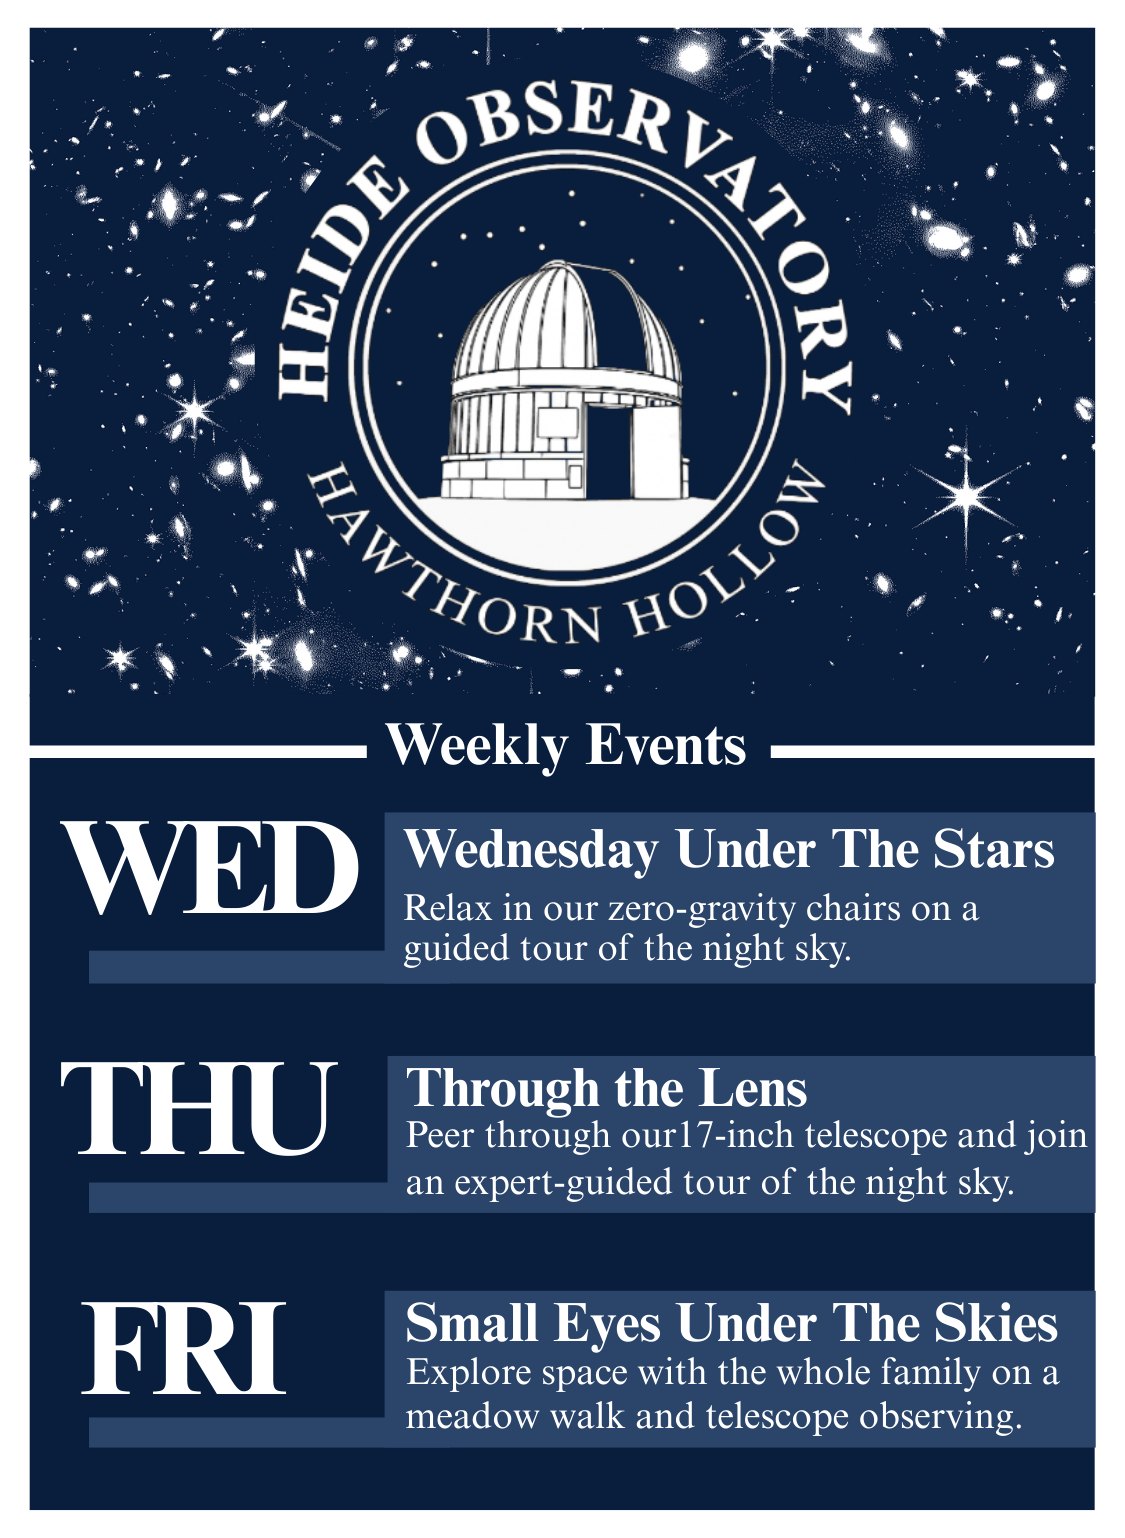 HEIDE OBSERVATORY
HAWTHORN HOLLOW
Weekly Events
WED
Wednesday Under The Stars
Relax in our zero-gravity chairs on a
guided tour of the night sky.
THU
Through the Lens
Peer through our17-inch telescope and join
an expert-guided tour of the night sky.
FRI
Small Eyes Under The Skies
Explore space with the whole family on a
meadow walk and telescope observing.